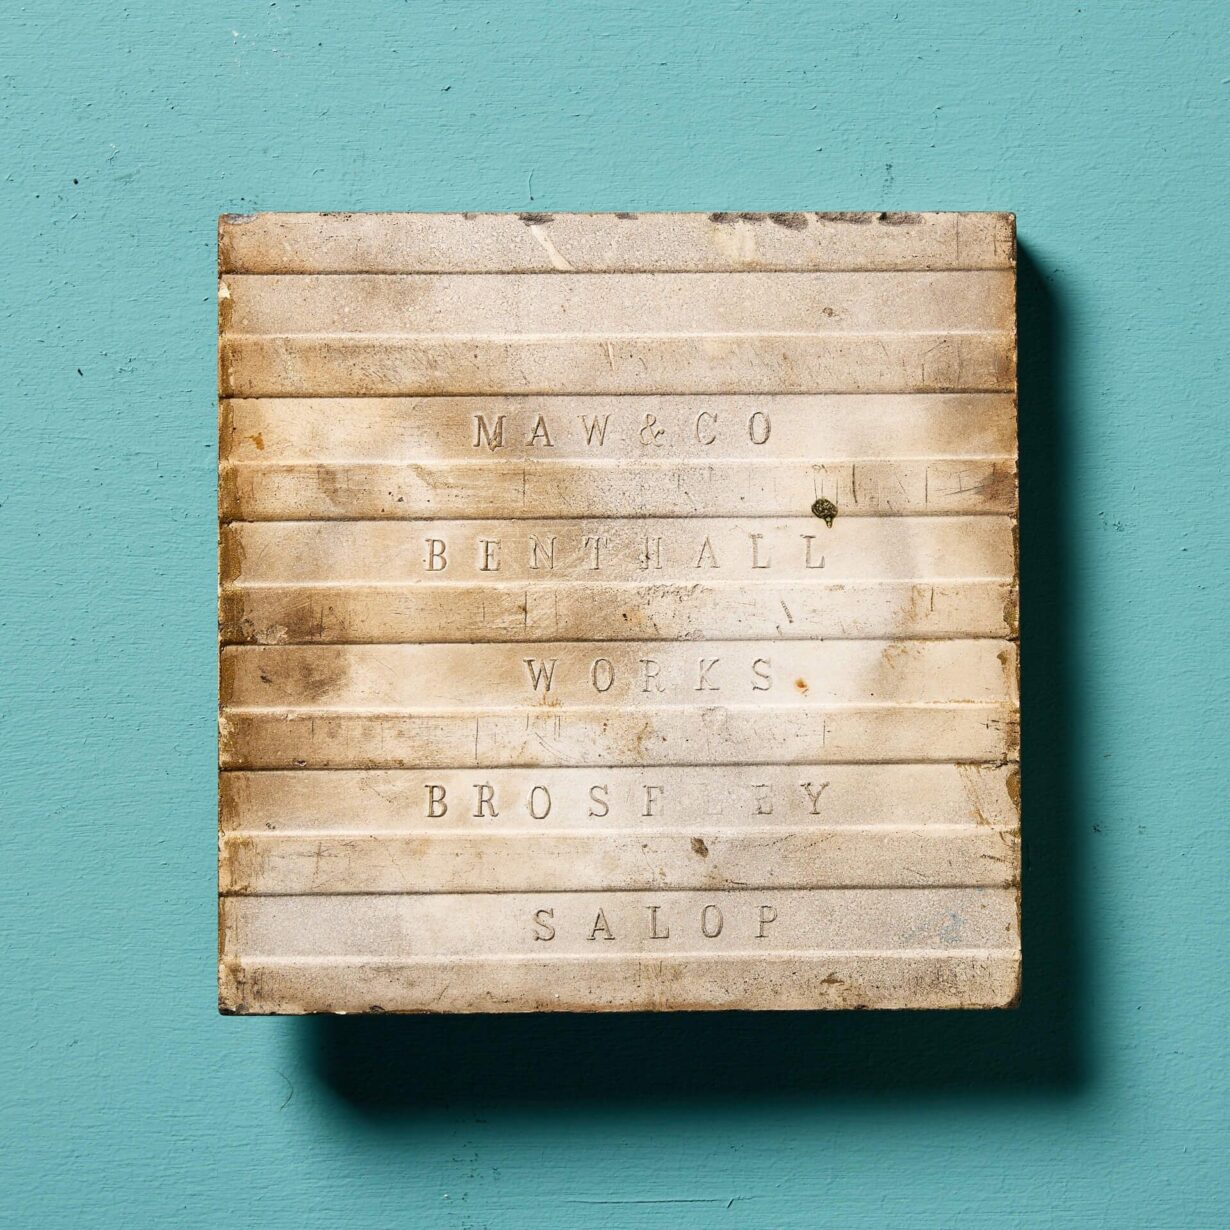 MAW & CO
BENTHALL
WORKS
BROSELEY
SALOP